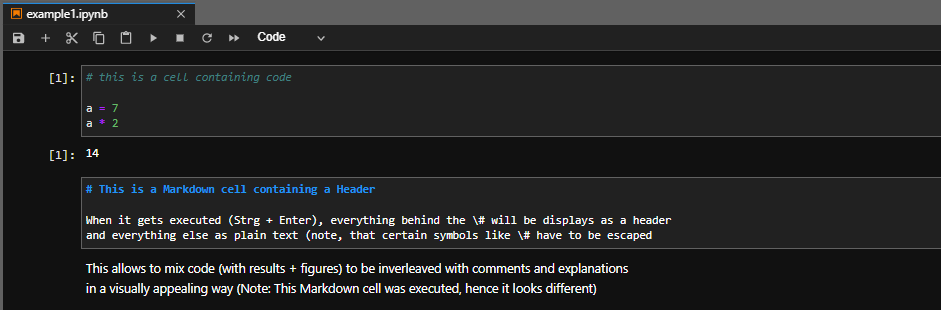 example1.ipynb
Code
[1]: # this is a cell containing code
a = 7
a * 2
[1]: 14
# This is a Markdown cell containing a Header
When it gets executed (Strg + Enter), everything behind the \# will be displays as a header
and everything else as plain text (note, that certain symbols like \# have to be escaped
This allows to mix code (with results + figures) to be inverleaved with comments and explanations
in a visually appealing way (Note: This Markdown cell was executed, hence it looks different)